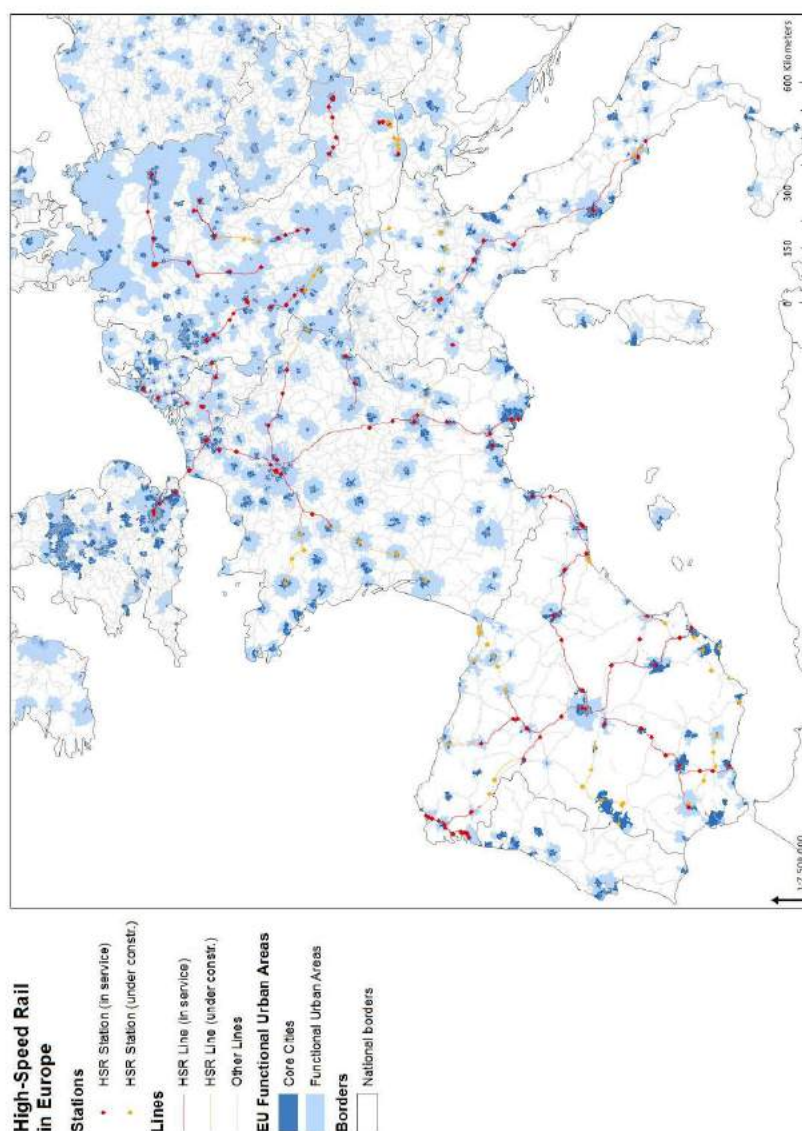 High-Speed Rail
in Europe
Stations
HSR Station (in service)
HSR Station (under constr.)
Lines
HSR Line (in service)
HSR Line (under constr.)
Other Lines
EU Functional Urban Areas
Core Cities
Functional Urban Areas
Borders
National borders
0 150 300 600 Kilometers